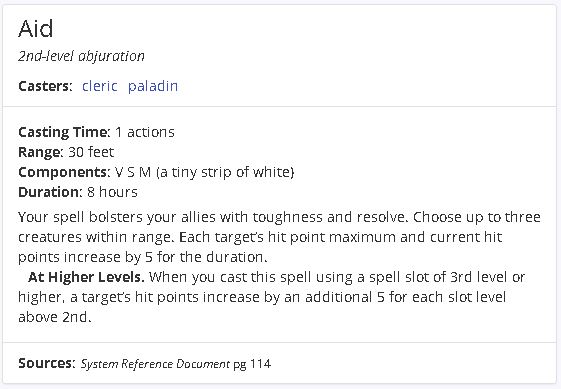 Aid
2nd-level abjuration
Casters: cleric paladin
Casting Time: 1 actions
Range: 30 feet
Components: V S M (a tiny strip of white)
Duration: 8 hours
Your spell bolsters your allies with toughness and resolve. Choose up to three
creatures within range. Each target's hit point maximum and current hit
points increase by 5 for the duration.
At Higher Levels. When you cast this spell using a spell slot of 3rd level or
higher, a target's hit points increase by an additional 5 for each slot level
above 2nd.
Sources: System Reference Document pg 114